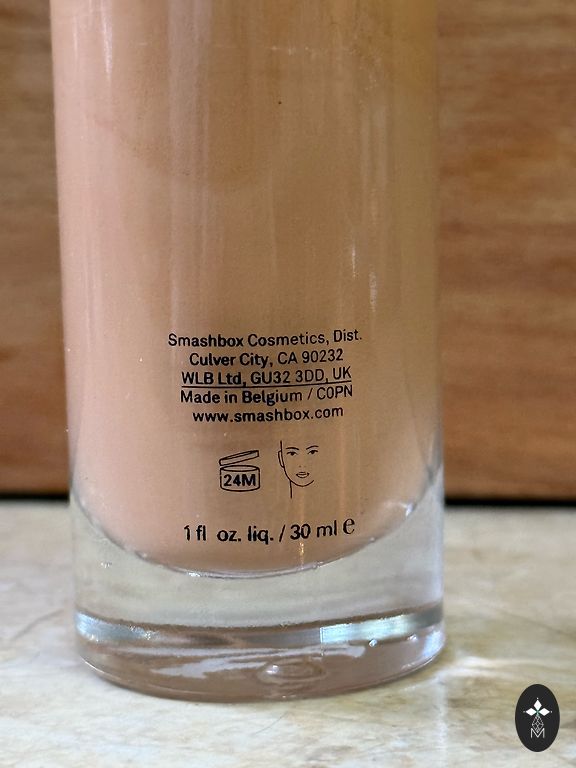 Smashbox Cosmetics, Dist.
Culver City, CA 90232
WLB Ltd, GU32 3DD, UK
Made in Belgium / C0PN
www.smashbox.com
24M
1 fl oz. liq. / 30 ml e
M